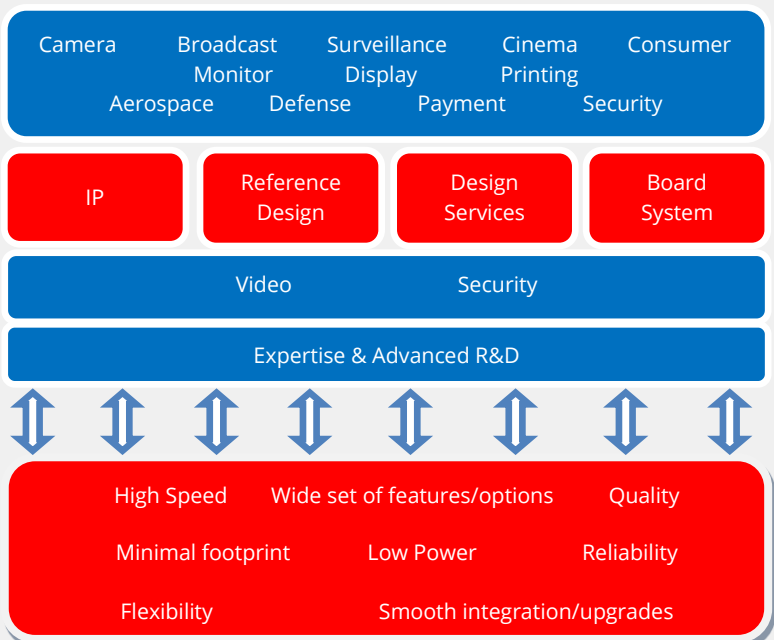 Camera Broadcast Surveillance Cinema Consumer
Monitor Display Printing
Aerospace Defense Payment Security
IP
Reference
Design
Design
Services
Board
System
Video Security
Expertise & Advanced R&D
High Speed Wide set of features/options Quality
Minimal footprint Low Power Reliability
Flexibility Smooth integration/upgrades